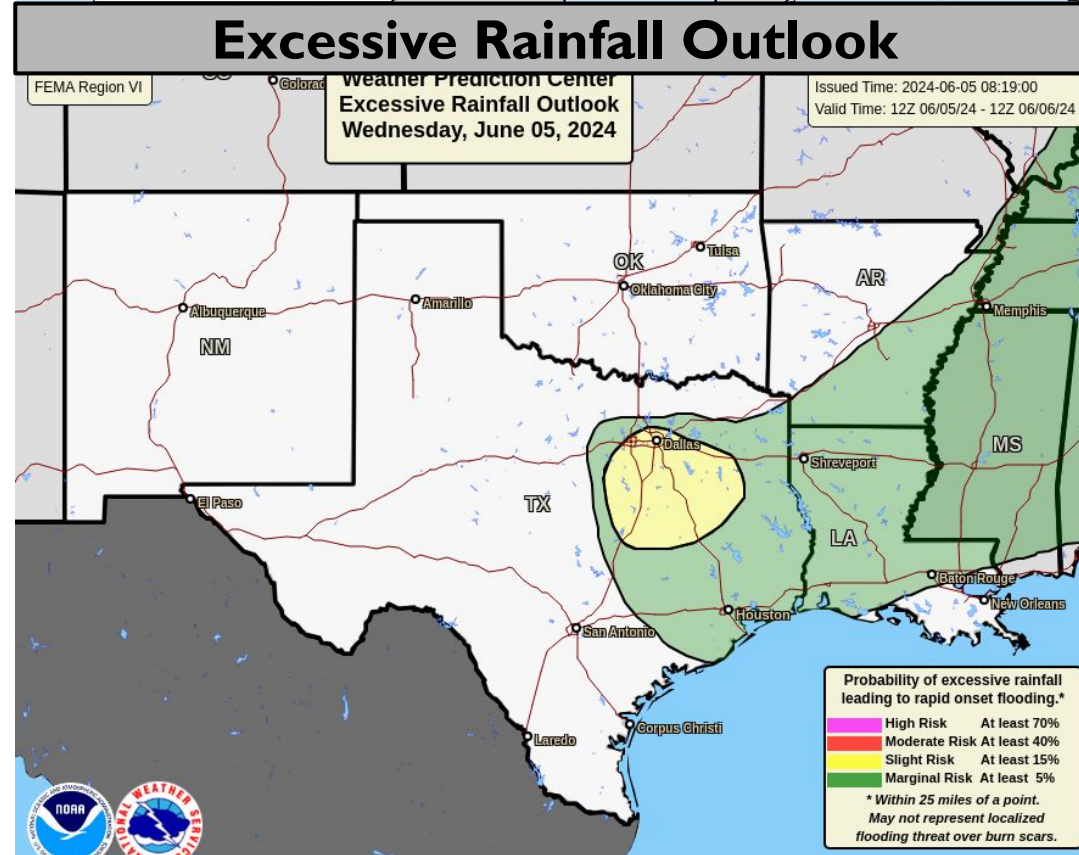 Excessive Rainfall Outlook
FEMA Region VI
Weather Prediction Center
Excessive Rainfall Outlook
Wednesday, June 05, 2024
Issued Time: 2024-06-05 08:19:00
Valid Time: 12Z 06/05/24 - 12Z 06/06/24
Colorad
Tulsa
OK
Oklahoma City
AR
Albuquerque
Amarillo
Memphis
NM
Dallas
MS
Shreveport
El Paso
TX
LA
Baton Rouge
New Orleans
Houston
San Antonio
Corpus Christi
Laredo
Probability of excessive rainfall
leading to rapid onset flooding.*
High Risk At least 70%
Moderate Risk At least 40%
Slight Risk At least 15%
Marginal Risk At least 5%
* Within 25 miles of a point.
May not represent localized
flooding threat over burn scars.
NOAA
WEATHER